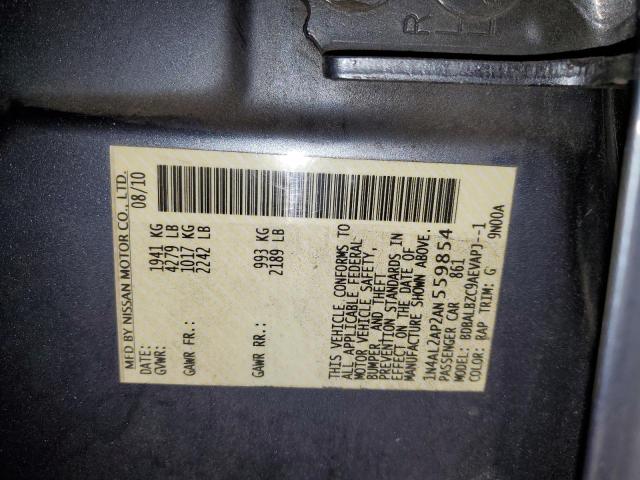 MFD BY NISSAN MOTOR CO., LTD.
DATE: 08/10
GVWR: 1941 KG
4279 LB
GAWR FR.: 1017 KG
2242 LB
GAWR RR.: 993 KG
2189 LB
THIS VEHICLE CONFORMS TO
ALL APPLICABLE FEDERAL
MOTOR VEHICLE SAFETY,
BUMPER, AND THEFT
PREVENTION STANDARDS IN
EFFECT ON THE DATE OF
MANUFACTURE SHOWN ABOVE.
1N4AL2AP2AN559854
PASSENGER CAR 861
MODEL: BDBALBZC9AEVAPJ--1
COLOR: RAP TRIM: G 9N00A
R